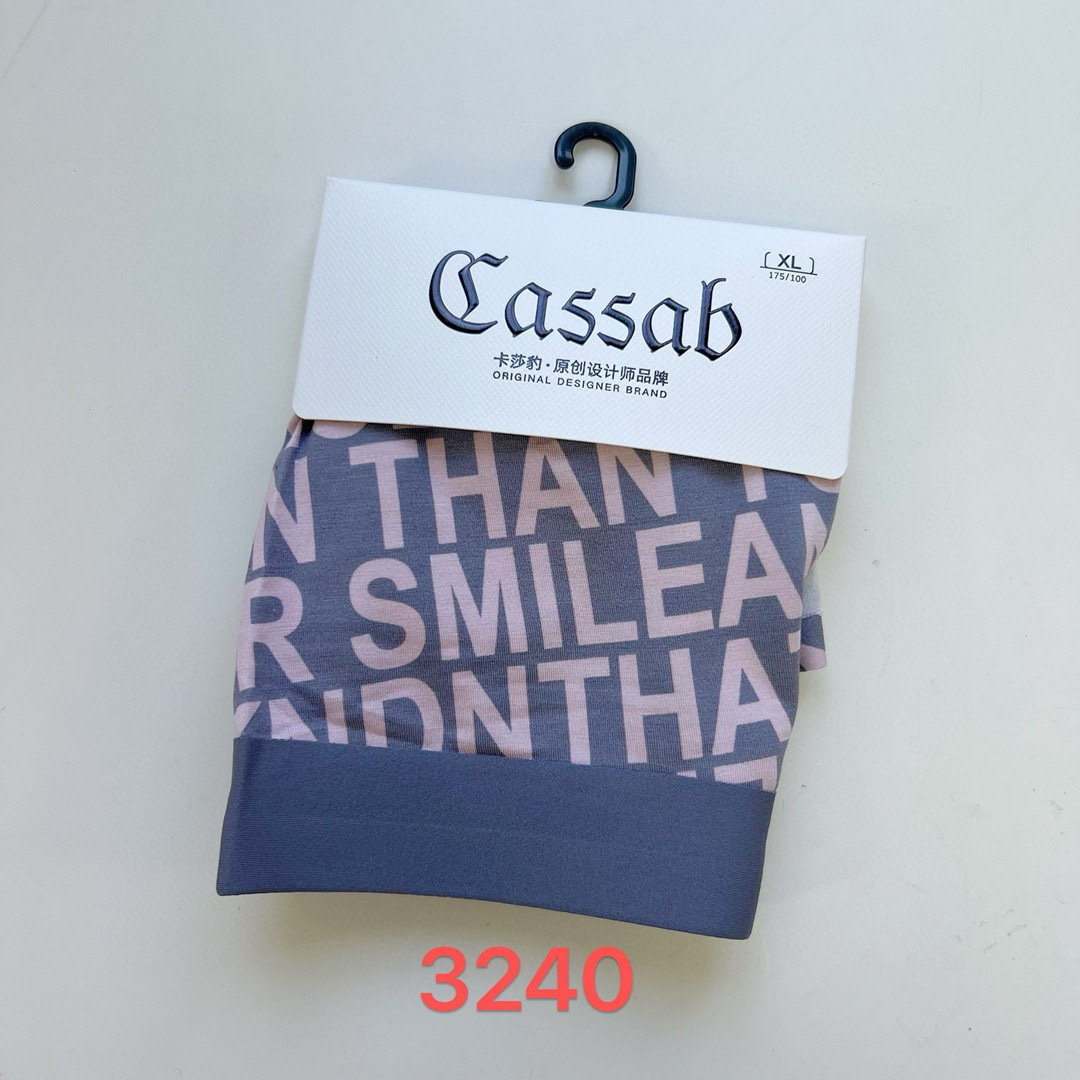 Cassab
[XL]
175/100
卡莎豹·原创设计师品牌
ORIGINAL DESIGNER BRAND
N THAN
R SMILEA
NDNTHA
3240